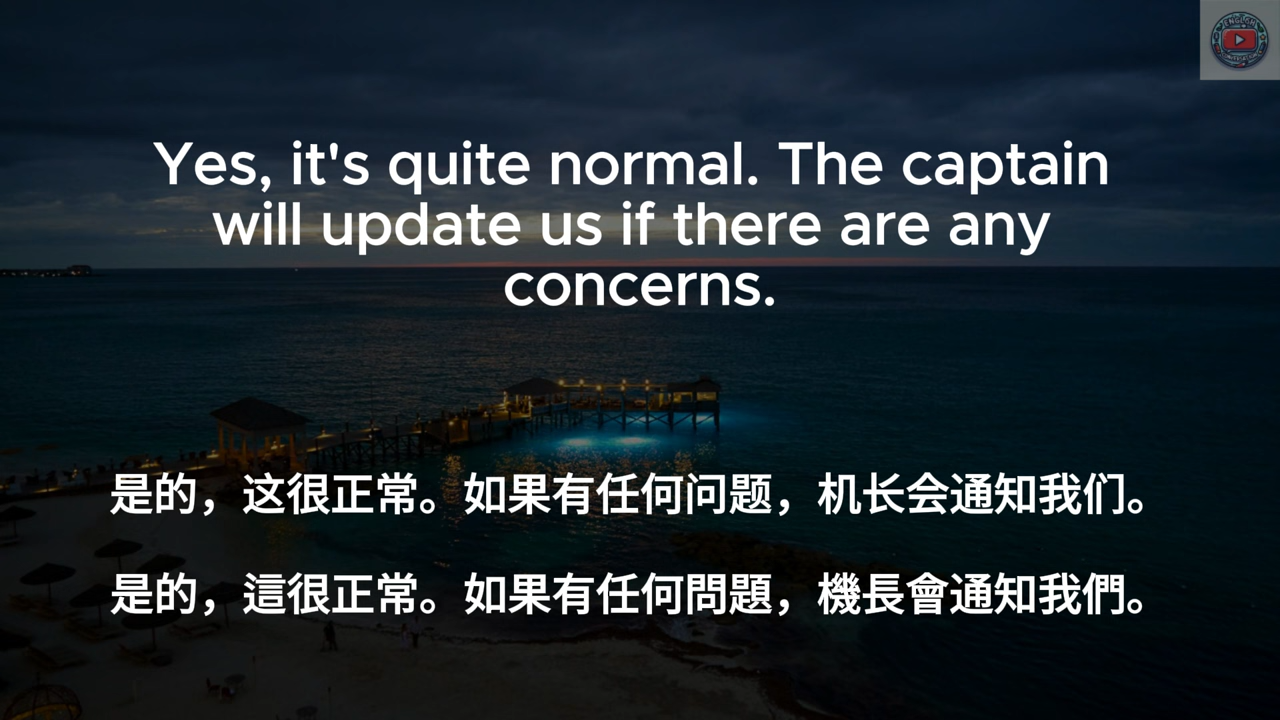 Yes, it's quite normal. The captain
will update us if there are any
concerns.
是的，这很正常。如果有任何问题，机长会通知我们。
是的，這很正常。如果有任何問題，機長會通知我們。